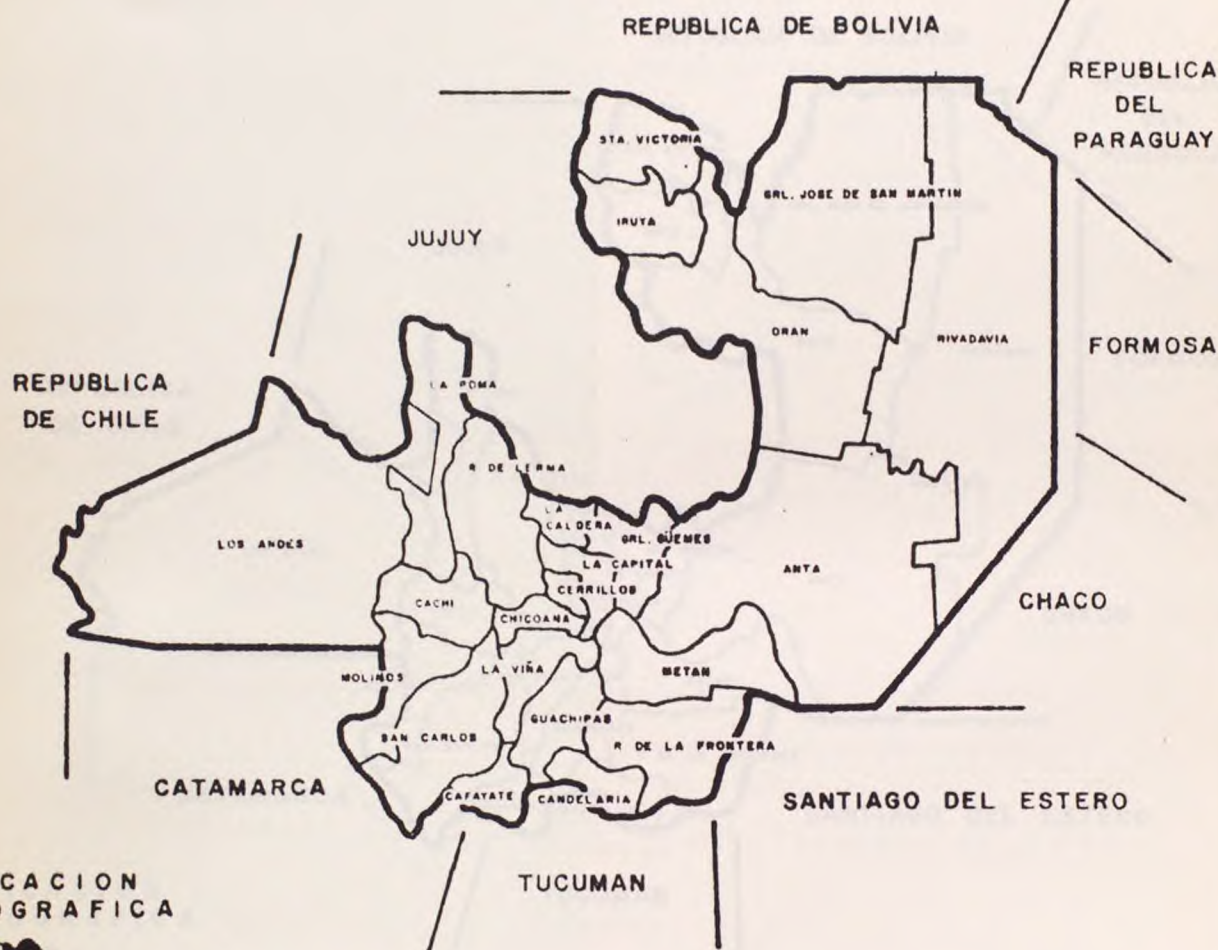 REPUBLICA DE BOLIVIA
REPUBLICA
DEL
PARAGUAY
STA. VICTORIA
GRL. JOSE DE SAN MARTIN
IRUYA
JUJUY
ORAN
RIVADAVIA
FORMOSA
REPUBLICA
DE CHILE
LA POMA
R DE LERMA
LA
CALDERA
GRL. GÜEMES
LOS ANDES
LA CAPITAL
ANTA
CERRILLOS
CACHI
CHICOANA
CHACO
LA VIÑA
METAN
MOLINOS
GUACHIPAS
SAN CARLOS
R DE LA FRONTERA
CATAMARCA
CAFAYATE
CANDELARIA
SANTIAGO DEL ESTERO
TUCUMAN
CACION
OGRAFICA